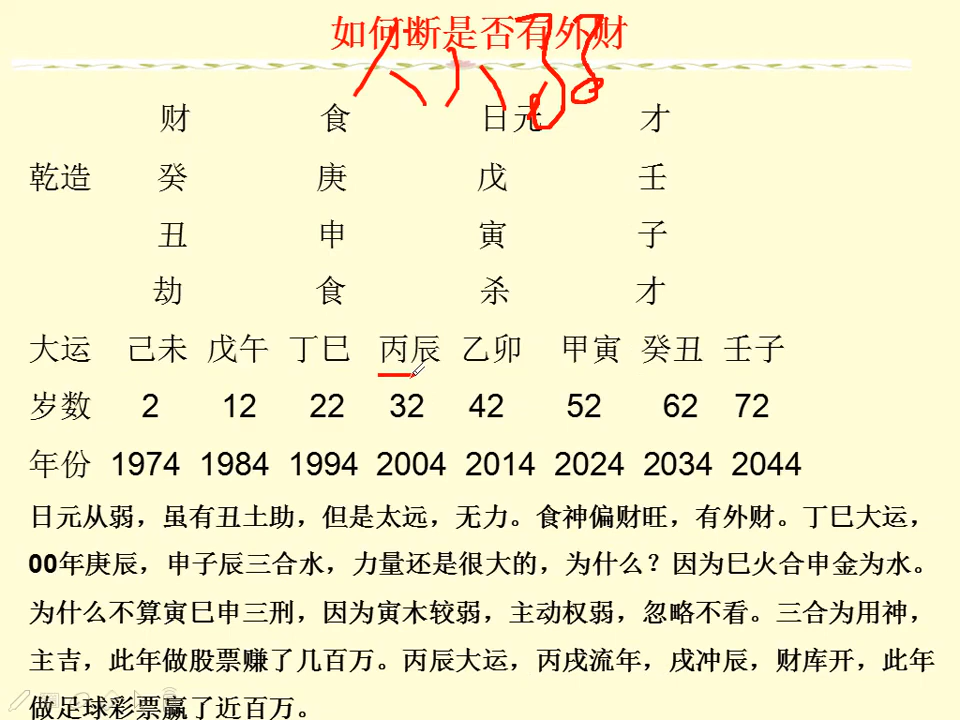 如何断是否有外财
财 食 日元 才
乾造 癸 庚 戊 壬
丑 申 寅 子
劫 食 杀 才
大运 己未 戊午 丁巳 丙辰 乙卯 甲寅 癸丑 壬子
岁数 2 12 22 32 42 52 62 72
年份 1974 1984 1994 2004 2014 2024 2034 2044
日元从弱，虽有丑土助，但是太远，无力。食神偏财旺，有外财。丁巳大运，
00年庚辰，申子辰三合水，力量还是很大的，为什么？因为巳火合申金为水。
为什么不算寅巳申三刑，因为寅木较弱，主动权弱，忽略不看。三合为用神，
主吉，此年做股票赚了几百万。丙辰大运，丙戌流年，戌冲辰，财库开，此年
做足球彩票赢了近百万。